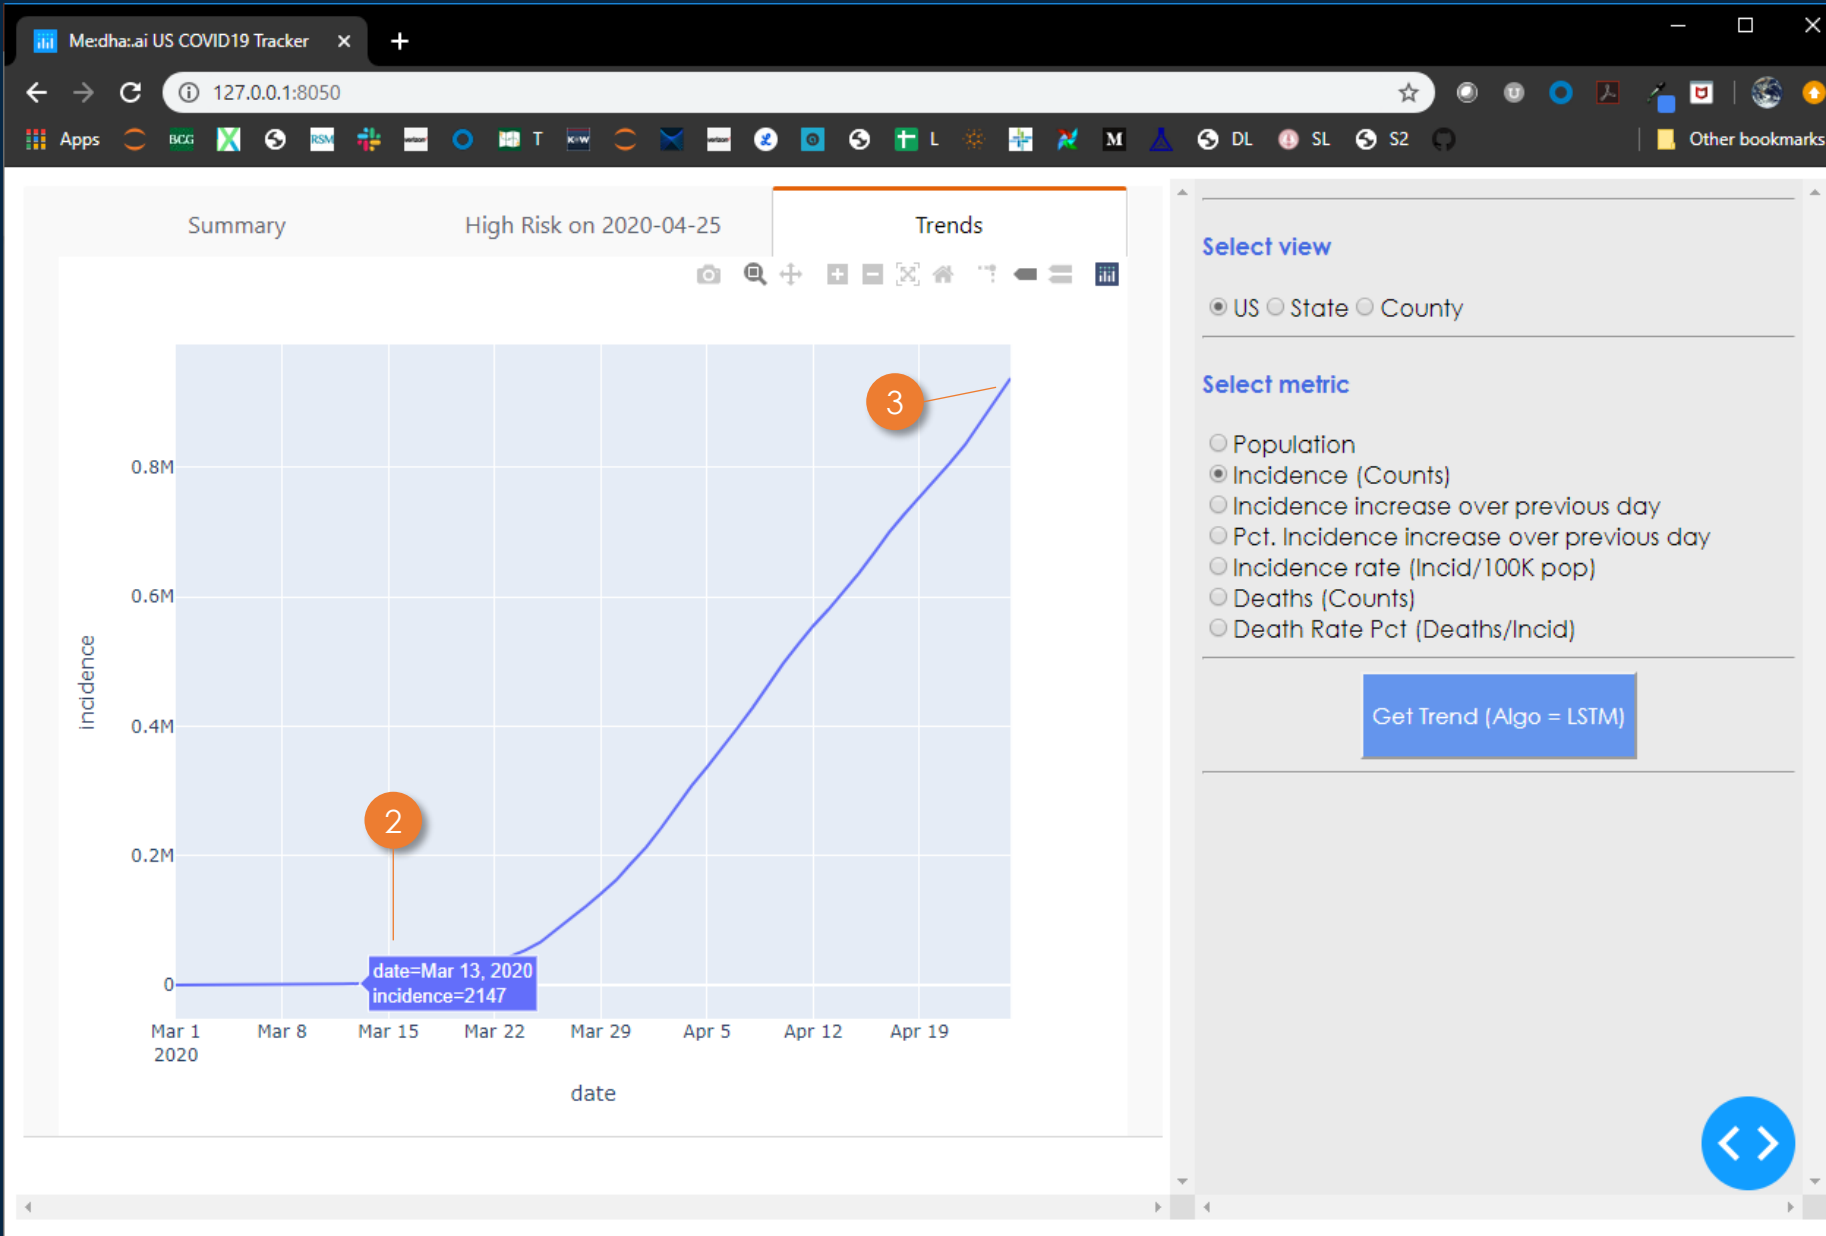 Me:dha:.ai US COVID19 Tracker
127.0.0.1:8050
Apps
BCG
RSM
verizon
T
K W
verizon
L
M
DL
SL
S2
Other bookmarks
Summary
High Risk on 2020-04-25
Trends
3
0.8M
0.6M
0.4M
0.2M
0
incidence
2
date=Mar 13, 2020
incidence=2147
Mar 1
2020
Mar 8
Mar 15
Mar 22
Mar 29
Apr 5
Apr 12
Apr 19
date
Select view
US State County
Select metric
Population
Incidence (Counts)
Incidence increase over previous day
Pct. Incidence increase over previous day
Incidence rate (Incid/100K pop)
Deaths (Counts)
Death Rate Pct (Deaths/Incid)
Get Trend (Algo = LSTM)